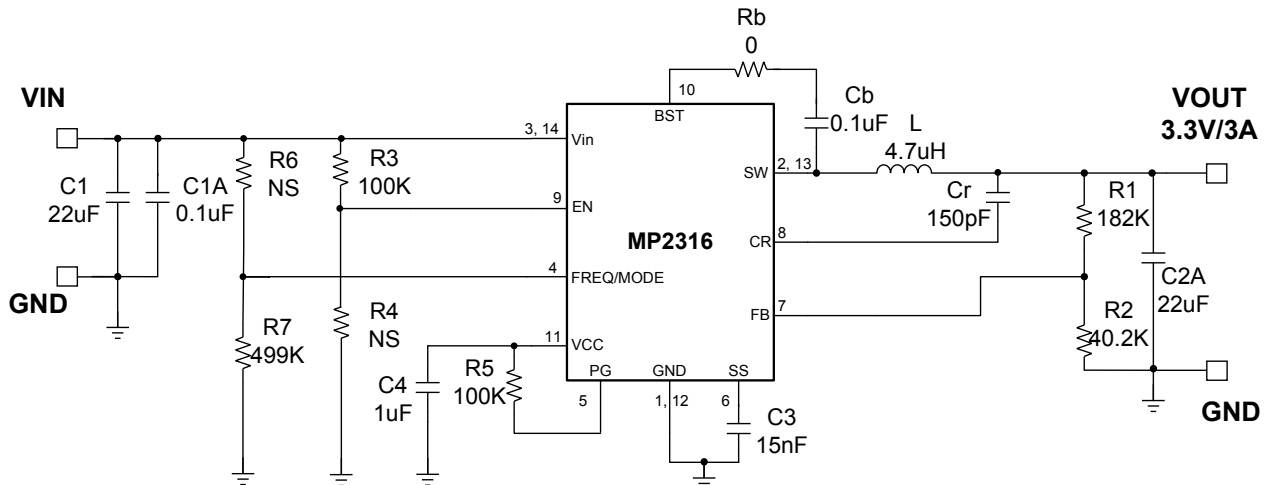 Rb
0
VIN
10
BST
Cb
0.1uF
L
4.7uH
VOUT
3.3V/3A
3, 14
Vin
SW
2, 13
R6
NS
R3
100K
C1
22uF
C1A
0.1uF
Cr
150pF
R1
182K
9
EN
MP2316
CR
8
4
FREQ/MODE
C2A
22uF
GND
R7
499K
R4
NS
FB
7
R2
40.2K
11
VCC
C4
1uF
R5
100K
PG
GND
SS
5
1, 12
6
C3
15nF
GND